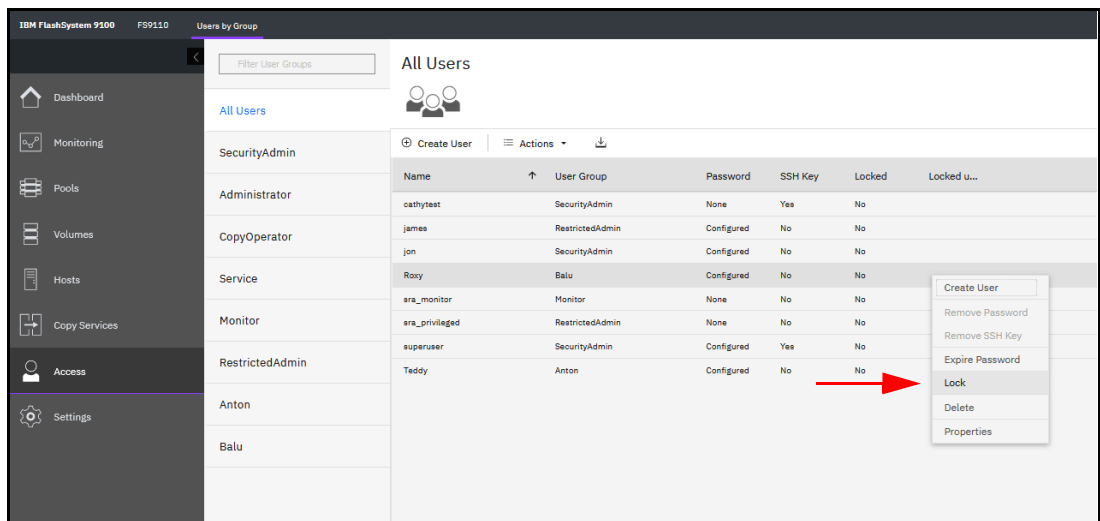 IBM FlashSystem 9100 FS9110 Users by Group
Filter User Groups
All Users
Dashboard
All Users
Monitoring
Create User Actions
SecurityAdmin
Name User Group Password SSH Key Locked Locked u...
Pools
Administrator
cathytest SecurityAdmin None Yes No
james RestrictedAdmin Configured No No
Volumes
CopyOperator
jon SecurityAdmin Configured No No
Roxy Balu Configured No No
Hosts
Service
Create User
sra_monitor Monitor None No No
Remove Password
Copy Services
Monitor
sra_privileged RestrictedAdmin None No No
Remove SSH Key
superuser SecurityAdmin Configured Yes No
Expire Password
RestrictedAdmin
Access
Teddy Anton Configured No No
Lock
Anton
Delete
Settings
Properties
Balu